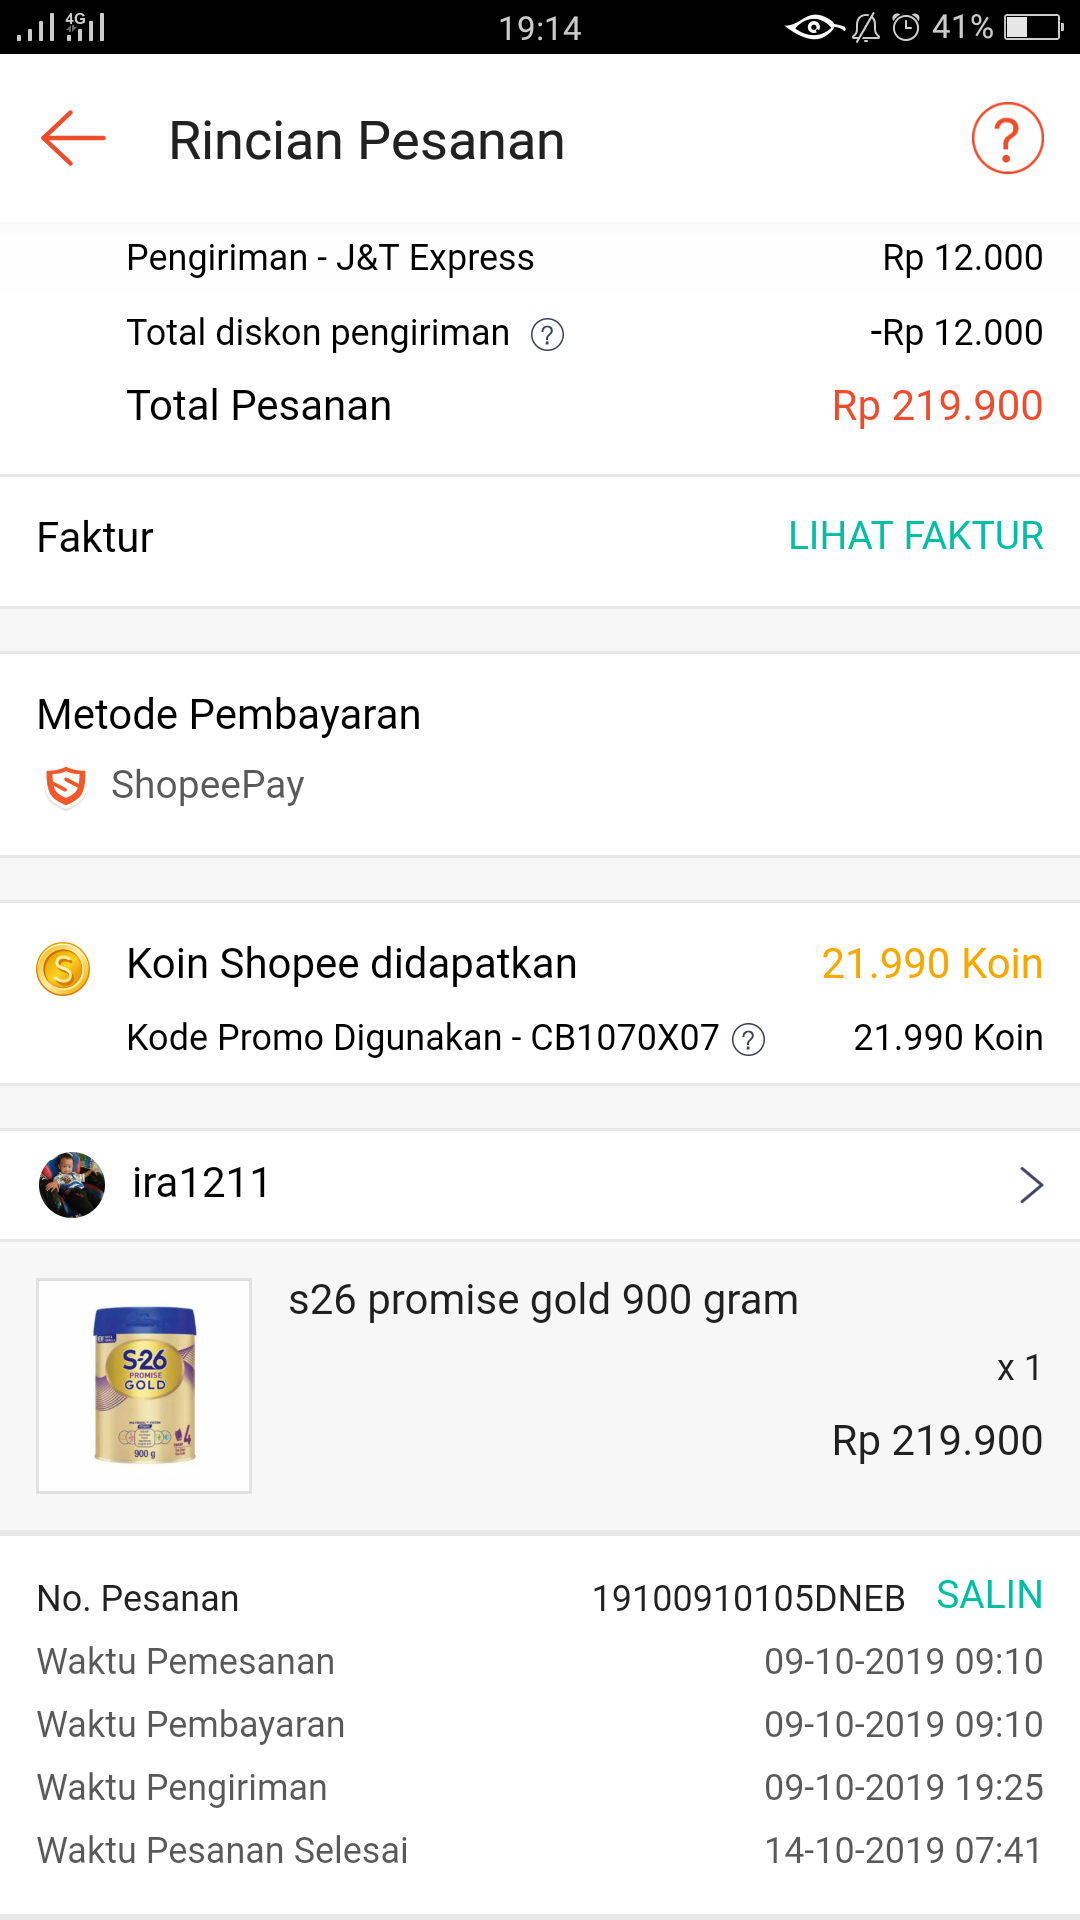 4G 19:14 41%
Rincian Pesanan ?
Pengiriman - J&T Express Rp 12.000
Total diskon pengiriman ? -Rp 12.000
Total Pesanan Rp 219.900
Faktur LIHAT FAKTUR
Metode Pembayaran
ShopeePay
Koin Shopee didapatkan 21.990 Koin
Kode Promo Digunakan - CB1070X07 ? 21.990 Koin
ira1211
s26 promise gold 900 gram
S-26
PROMISE
GOLD
4
900 g
x 1
Rp 219.900
No. Pesanan 19100910105DNEB SALIN
Waktu Pemesanan 09-10-2019 09:10
Waktu Pembayaran 09-10-2019 09:10
Waktu Pengiriman 09-10-2019 19:25
Waktu Pesanan Selesai 14-10-2019 07:41